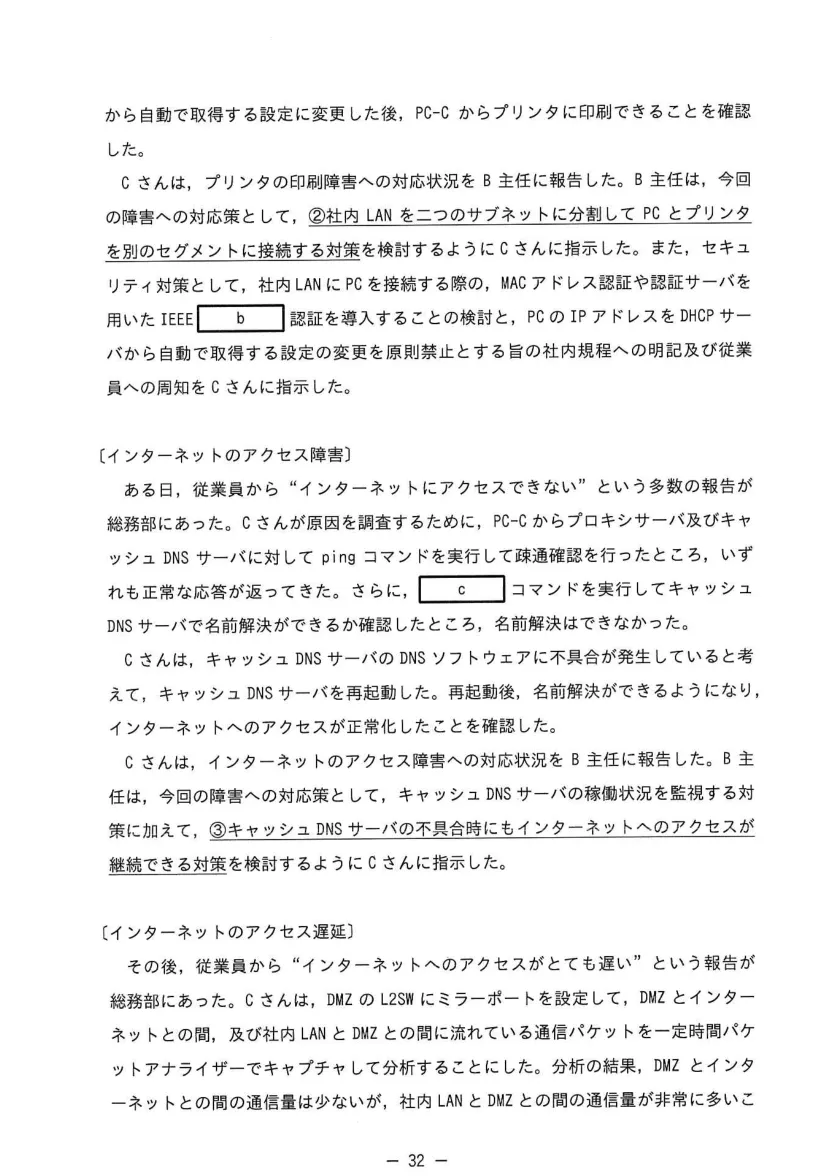 から自動で取得する設定に変更した後，PC-C からプリンタに印刷できることを確認
した。
C さんは，プリンタの印刷障害への対応状況を B 主任に報告した。B 主任は，今回
の障害への対応策として，②社内 LAN を二つのサブネットに分割して PC とプリンタ
を別のセグメントに接続する対策を検討するように C さんに指示した。また，セキュ
リティ対策として，社内 LAN に PC を接続する際の，MAC アドレス認証や認証サーバを
用いた IEEE b 認証を導入することの検討と，PC の IP アドレスを DHCP サー
バから自動で取得する設定の変更を原則禁止とする旨の社内規程への明記及び従業
員への周知を C さんに指示した。
〔インターネットのアクセス障害〕
ある日，従業員から “インターネットにアクセスできない” という多数の報告が
総務部にあった。C さんが原因を調査するために，PC-C からプロキシサーバ及びキャ
ッシュ DNS サーバに対して ping コマンドを実行して疎通確認を行ったところ，いず
れも正常な応答が返ってきた。さらに， c コマンドを実行してキャッシュ
DNS サーバで名前解決ができるか確認したところ，名前解決はできなかった。
C さんは，キャッシュ DNS サーバの DNS ソフトウェアに不具合が発生していると考
えて，キャッシュ DNS サーバを再起動した。再起動後，名前解決ができるようになり，
インターネットへのアクセスが正常化したことを確認した。
C さんは，インターネットのアクセス障害への対応状況を B 主任に報告した。B 主
任は，今回の障害への対応策として，キャッシュ DNS サーバの稼働状況を監視する対
策に加えて，③キャッシュ DNS サーバの不具合時にもインターネットへのアクセスが
継続できる対策を検討するように C さんに指示した。
〔インターネットのアクセス遅延〕
その後，従業員から “インターネットへのアクセスがとても遅い” という報告が
総務部にあった。C さんは，DMZ の L2SW にミラーポートを設定して，DMZ とインター
ネットとの間，及び社内 LAN と DMZ との間に流れている通信パケットを一定時間パケ
ットアナライザーでキャプチャして分析することにした。分析の結果，DMZ とインタ
ーネットとの間の通信量は少ないが，社内 LAN と DMZ との間の通信量が非常に多いこ
— 32 —